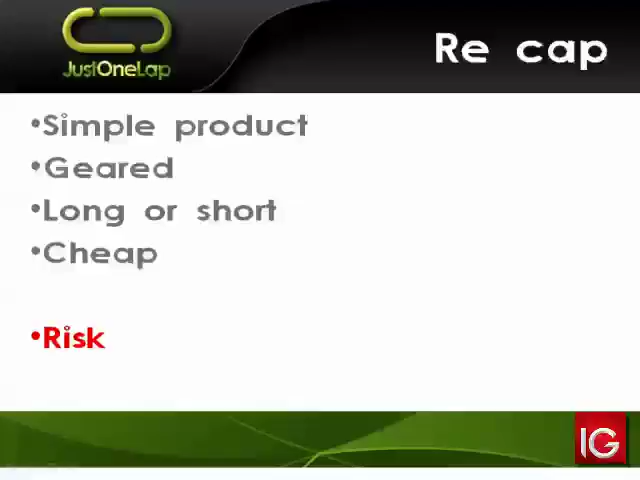 JustOneLap
Re cap
•Simple product
•Geared
•Long or short
•Cheap
•Risk
IG